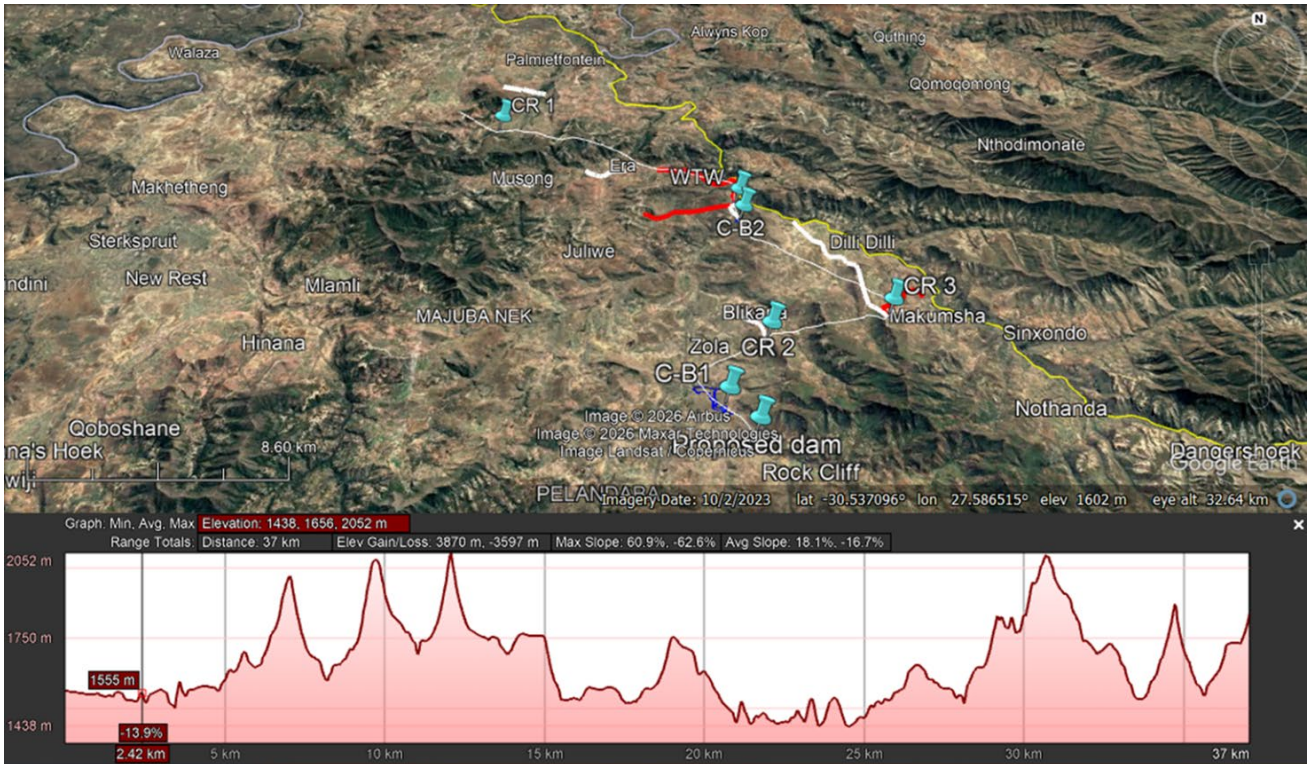 N
Alwyns Kop
Quthing
Walaza
Palmietfontein
Qomoqomong
CR 1
Nthodimonate
Era
WTW
Musong
Makhetheng
C-B2
Sterkspruit
Dilli Dilli
Juliwe
New Rest
Mlamli
CR 3
MAJUBA NEK
Makumsha
Sinxondo
Hinana
Zola
CR 2
C-B1
Nothanda
Image © 2026 Airbus
Qoboshane
Image © 2026 Maxar Technologies
8.60 km
Proposed dam
Image Landsat / Copernicus
Dangershoek
Google Earth
Rock Cliff
Imagery Date: 10/2/2023 lat -30.537096° lon 27.586515° elev 1602 m eye alt 32.64 km
Graph: Min, Avg, Max Elevation: 1438, 1656, 2052 m
Range Totals: Distance: 37 km Elev Gain/Loss: 3870 m, -3597 m Max Slope: 60.9%, -62.6% Avg Slope: 18.1%, -16.7%
2052 m
1750 m
1555 m
1438 m
-13.9%
2.42 km 5 km 10 km 15 km 20 km 25 km 30 km 37 km